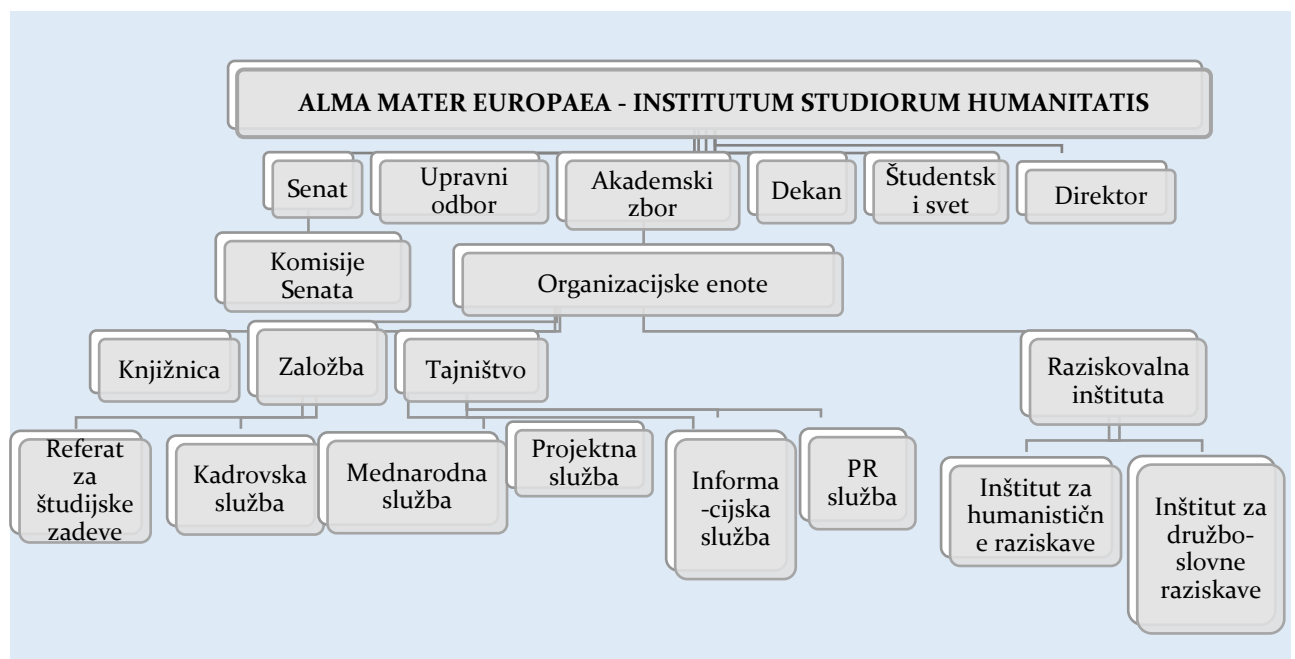 ALMA MATER EUROPAEA - INSTITUTUM STUDIORUM HUMANITATIS
Senat
Upravni
odbor
Akademski
zbor
Dekan
Študentsk
i svet
Direktor
Komisije
Senata
Organizacijske enote
Knjižnica
Založba
Tajništvo
Raziskovalna
inštituta
Referat
za
študijske
zadeve
Kadrovska
služba
Mednarodna
služba
Projektna
služba
Informa
-cijska
služba
PR
služba
Inštitut za
humanističn
e raziskave
Inštitut za
družbo-
slovne
raziskave